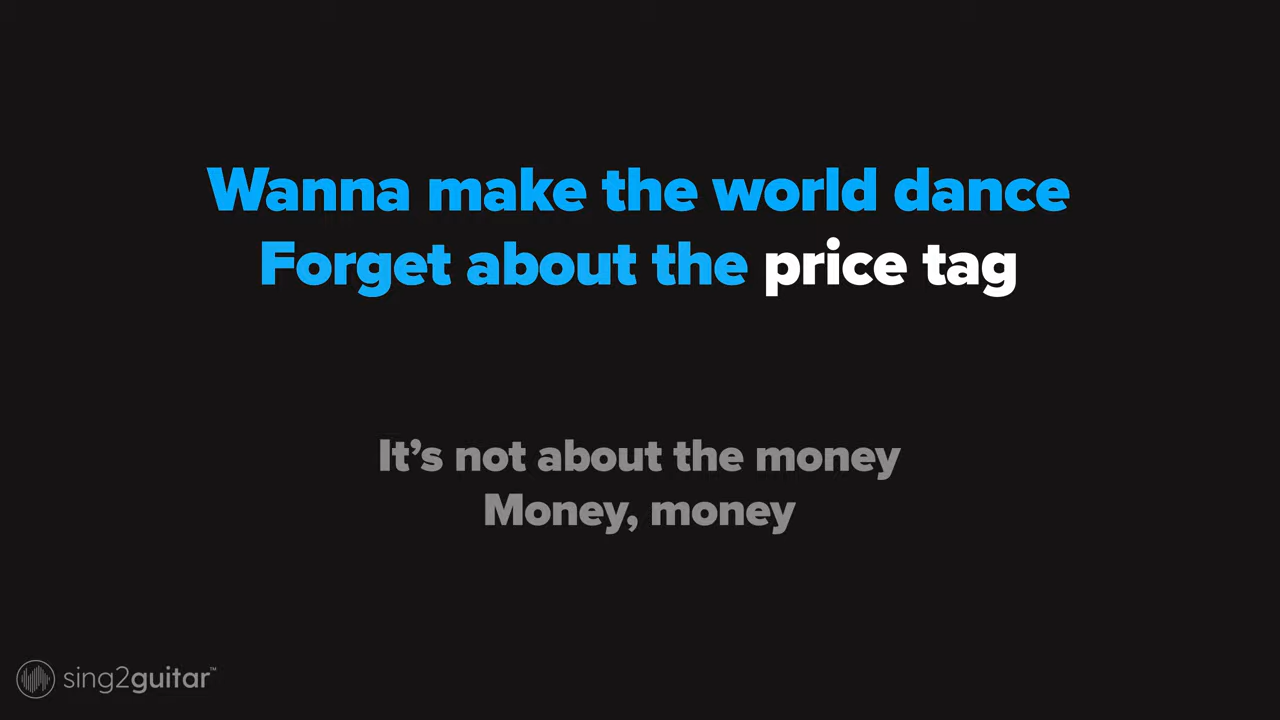 Wanna make the world dance
Forget about the price tag
It’s not about the money
Money, money
sing2guitar™